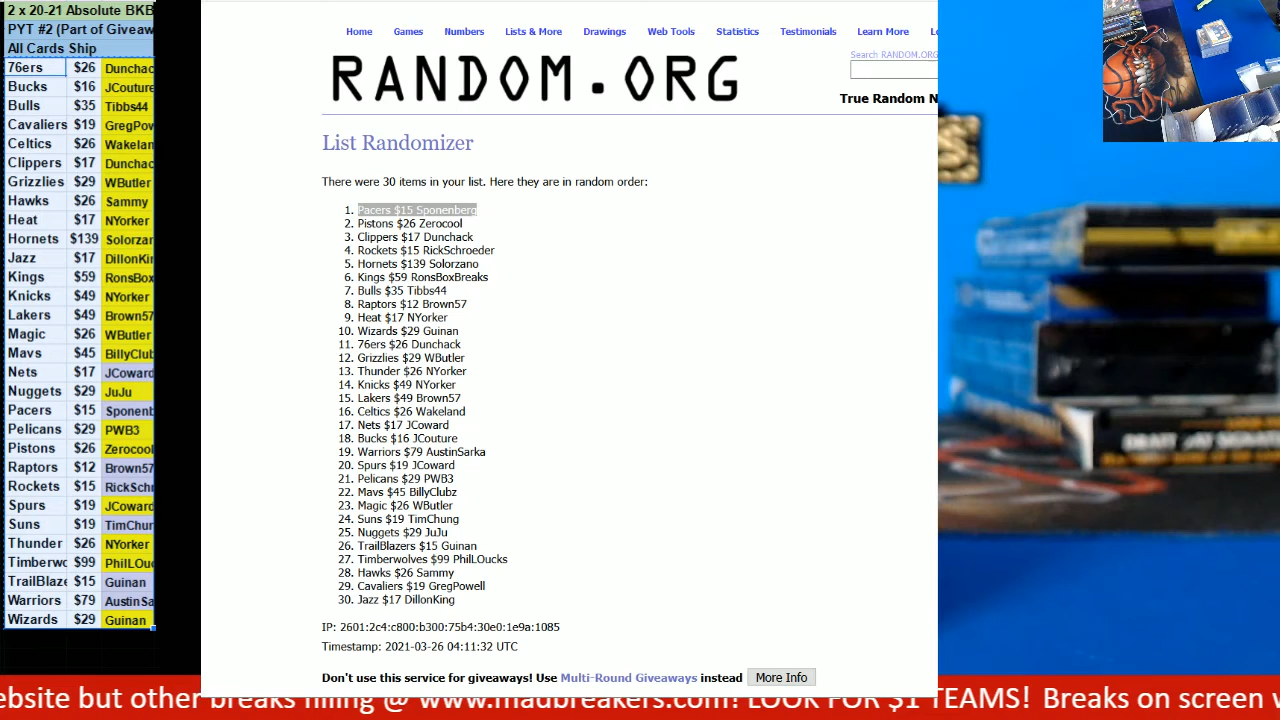 2 x 20-21 Absolute BKB
PYT #2 (Part of Giveaw
All Cards Ship
76ers $26 Dunchac
Bucks $16 JCouture
Bulls $35 Tibbs44
Cavaliers $19 GregPow
Celtics $26 Wakelan
Clippers $17 Dunchac
Grizzlies $29 WButler
Hawks $26 Sammy
Heat $17 NYorker
Hornets $139 Solorzan
Jazz $17 DillonKin
Kings $59 RonsBox
Knicks $49 NYorker
Lakers $49 Brown57
Magic $26 WButler
Mavs $45 BillyClub
Nets $17 JCoward
Nuggets $29 JuJu
Pacers $15 Sponenb
Pelicans $29 PWB3
Pistons $26 Zerocool
Raptors $12 Brown57
Rockets $15 RickSchr
Spurs $19 JCoward
Suns $19 TimChun
Thunder $26 NYorker
Timberwo $99 PhilLOuc
TrailBlaze $15 Guinan
Warriors $79 AustinSa
Wizards $29 Guinan
Home Games Numbers Lists & More Drawings Web Tools Statistics Testimonials Learn More Lo
RANDOM.ORG
Search RANDOM.ORG
True Random N
List Randomizer
There were 30 items in your list. Here they are in random order:
1. Pacers $15 Sponenberg
2. Pistons $26 Zerocool
3. Clippers $17 Dunchack
4. Rockets $15 RickSchroeder
5. Hornets $139 Solorzano
6. Kings $59 RonsBoxBreaks
7. Bulls $35 Tibbs44
8. Raptors $12 Brown57
9. Heat $17 NYorker
10. Wizards $29 Guinan
11. 76ers $26 Dunchack
12. Grizzlies $29 WButler
13. Thunder $26 NYorker
14. Knicks $49 NYorker
15. Lakers $49 Brown57
16. Celtics $26 Wakeland
17. Nets $17 JCoward
18. Bucks $16 JCouture
19. Warriors $79 AustinSarka
20. Spurs $19 JCoward
21. Pelicans $29 PWB3
22. Mavs $45 BillyClubz
23. Magic $26 WButler
24. Suns $19 TimChung
25. Nuggets $29 JuJu
26. TrailBlazers $15 Guinan
27. Timberwolves $99 PhilLOucks
28. Hawks $26 Sammy
29. Cavaliers $19 GregPowell
30. Jazz $17 DillonKing
IP: 2601:2c4:c800:b300:75b4:30e0:1e9a:1085
Timestamp: 2021-03-26 04:11:32 UTC
Don't use this service for giveaways! Use Multi-Round Giveaways instead More Info
ebsite but other breaks filling @ www.madbreakers.com! LOOK FOR $1 TEAMS! Breaks on screen w